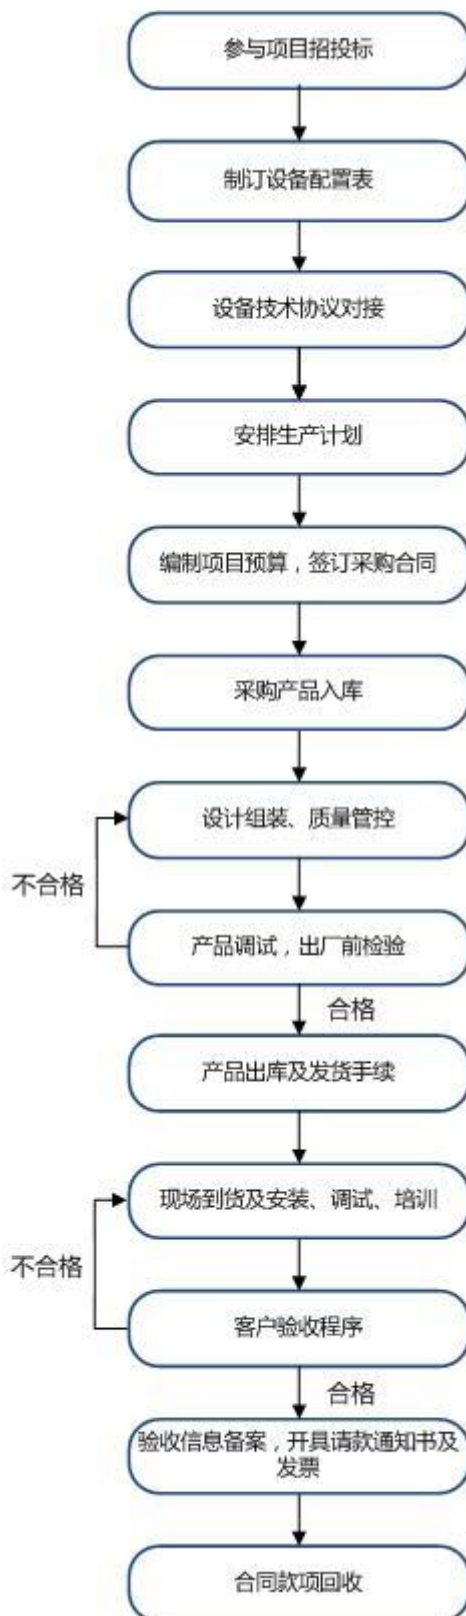 参与项目招投标
制订设备配置表
设备技术协议对接
安排生产计划
编制项目预算，签订采购合同
采购产品入库
设计组装、质量管控
不合格
产品调试，出厂前检验
合格
产品出库及发货手续
现场到货及安装、调试、培训
不合格
客户验收程序
合格
验收信息备案，开具请款通知书及
发票
合同款项回收